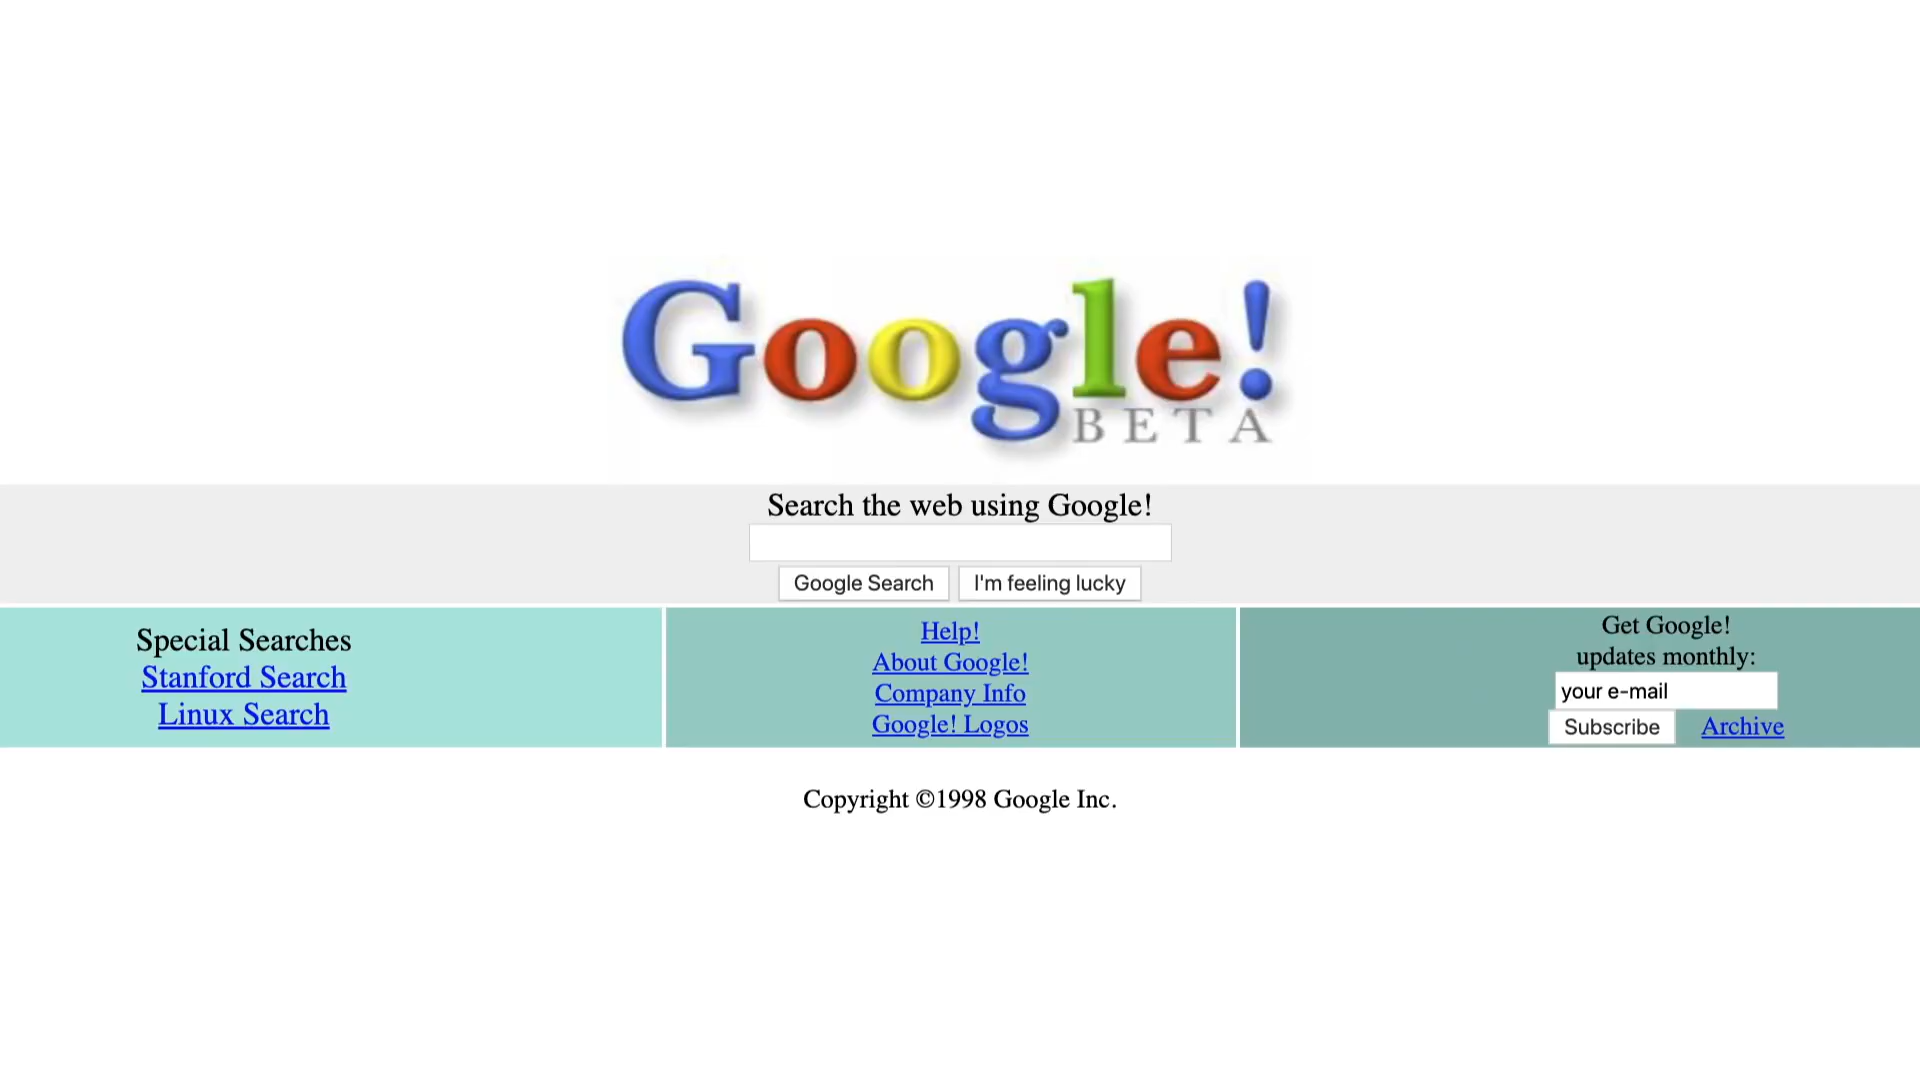 Google!
BETA
Search the web using Google!
Google Search
I'm feeling lucky
Special Searches
Stanford Search
Linux Search
Help!
About Google!
Company Info
Google! Logos
Get Google!
updates monthly:
your e-mail
Subscribe
Archive
Copyright ©1998 Google Inc.